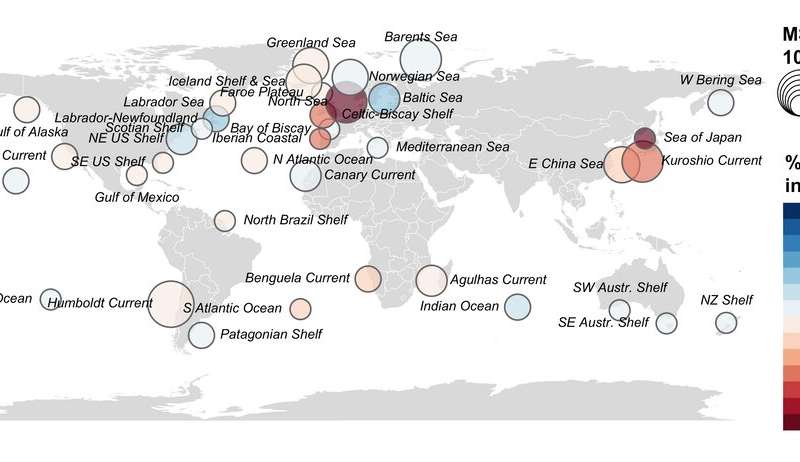 Barents Sea
Greenland Sea
MS
10
Norwegian Sea
Iceland Shelf & Sea
W Bering Sea
Faroe Plateau
Labrador Sea
North Sea
Baltic Sea
Labrador-Newfoundland
Celtic-Biscay Shelf
ulf of Alaska
Scotian Shelf
Bay of Biscay
NE US Shelf
Iberian Coastal
Sea of Japan
Mediterranean Sea
Current
SE US Shelf
N Atlantic Ocean
E China Sea
Kuroshio Current
%
Canary Current
in
Gulf of Mexico
North Brazil Shelf
Benguela Current
Agulhas Current
SW Austr. Shelf
Ocean
Humboldt Current
S Atlantic Ocean
Indian Ocean
NZ Shelf
SE Austr. Shelf
Patagonian Shelf